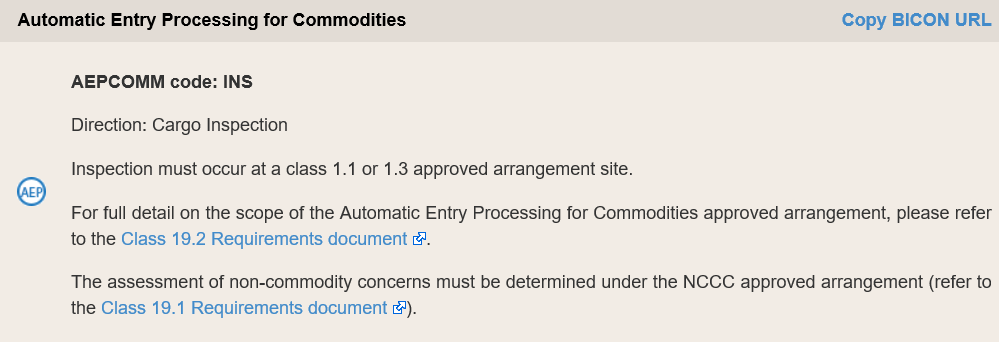 Automatic Entry Processing for Commodities
Copy BICON URL
AEPCOMM code: INS
Direction: Cargo Inspection
Inspection must occur at a class 1.1 or 1.3 approved arrangement site.
AEP
For full detail on the scope of the Automatic Entry Processing for Commodities approved arrangement, please refer
to the Class 19.2 Requirements document.
The assessment of non-commodity concerns must be determined under the NCCC approved arrangement (refer to
the Class 19.1 Requirements document).